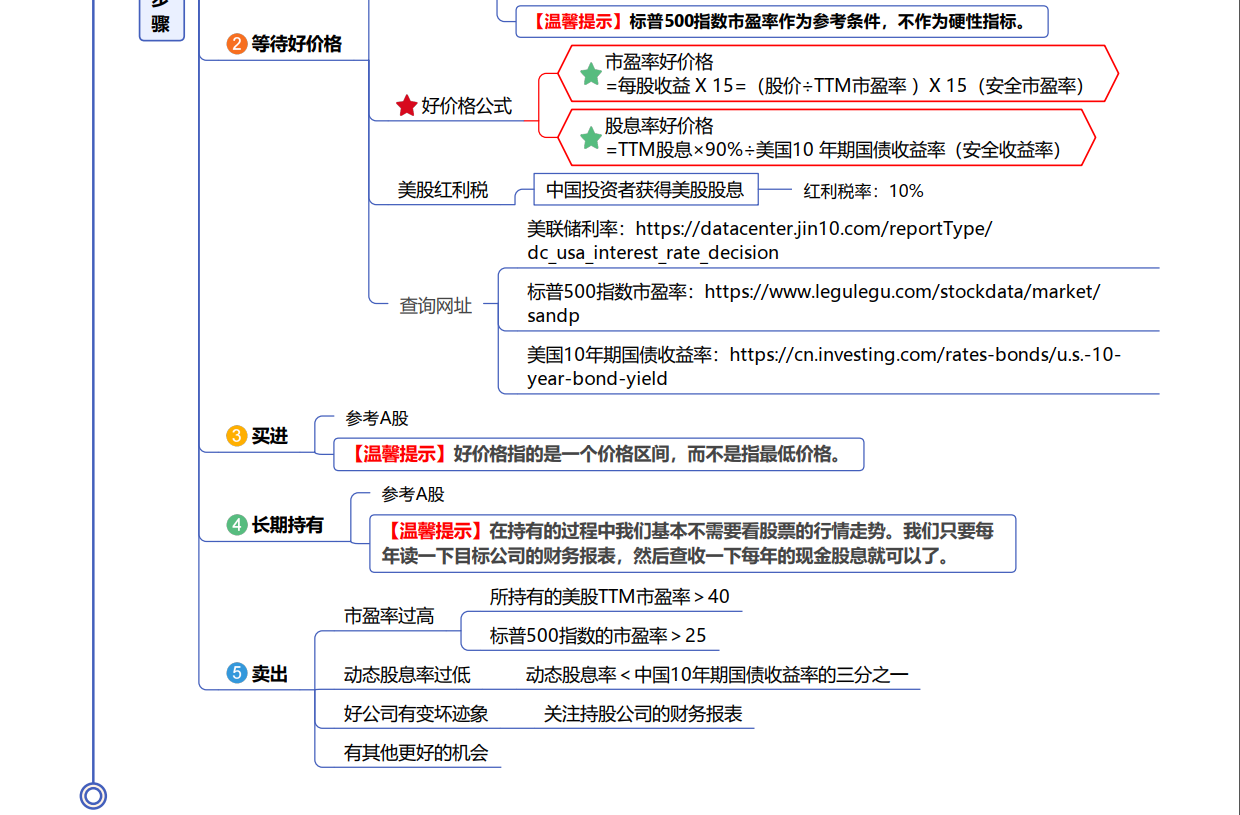 步
骤
【温馨提示】标普500指数市盈率作为参考条件，不作为硬性指标。
2 等待好价格
好价格公式
市盈率好价格
=每股收益 X 15=（股价÷TTM市盈率 ）X 15（安全市盈率）
股息率好价格
=TTM股息×90%÷美国10 年期国债收益率（安全收益率）
美股红利税
中国投资者获得美股股息
红利税率：10%
查询网址
美联储利率：https://datacenter.jin10.com/reportType/
dc_usa_interest_rate_decision
标普500指数市盈率：https://www.legulegu.com/stockdata/market/
sandp
美国10年期国债收益率：https://cn.investing.com/rates-bonds/u.s.-10-
year-bond-yield
3 买进
参考A股
【温馨提示】好价格指的是一个价格区间，而不是指最低价格。
4 长期持有
参考A股
【温馨提示】在持有的过程中我们基本不需要看股票的行情走势。我们只要每
年读一下目标公司的财务报表，然后查收一下每年的现金股息就可以了。
5 卖出
市盈率过高
所持有的美股TTM市盈率＞40
标普500指数的市盈率＞25
动态股息率过低
动态股息率＜中国10年期国债收益率的三分之一
好公司有变坏迹象
关注持股公司的财务报表
有其他更好的机会